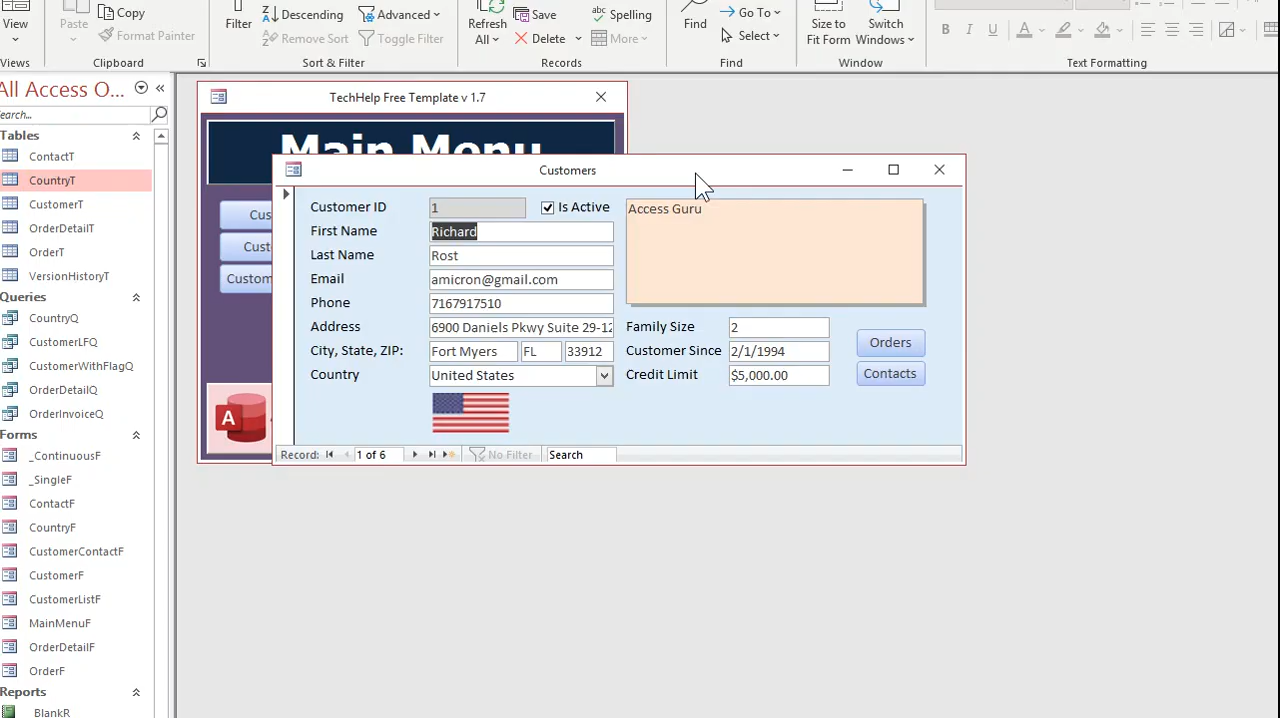 View
Views
Paste
Copy
Format Painter
Clipboard
Filter
Descending
Remove Sort
Advanced
Toggle Filter
Sort & Filter
Refresh
All
Save
Delete
Spelling
More
Records
Find
Go To
Select
Find
Size to
Fit Form
Switch
Windows
Window
B I U A
Text Formatting
All Access O...
Search...
Tables
ContactT
CountryT
CustomerT
OrderDetailT
OrderT
VersionHistoryT
Queries
CountryQ
CustomerLFQ
CustomerWithFlagQ
OrderDetailQ
OrderInvoiceQ
Forms
_ContinuousF
_SingleF
ContactF
CountryF
CustomerContactF
CustomerF
CustomerListF
MainMenuF
OrderDetailF
OrderF
Reports
BlankR
TechHelp Free Template v 1.7
Main Menu
Cus
Custo
Custom
A
Customers
Customer ID 1 Is Active
First Name Richard
Last Name Rost
Email amicron@gmail.com
Phone 7167917510
Address 6900 Daniels Pkwy Suite 29-12
City, State, ZIP: Fort Myers FL 33912
Country United States
Access Guru
Family Size 2
Customer Since 2/1/1994
Credit Limit $5,000.00
Orders
Contacts
Record: 1 of 6 No Filter Search